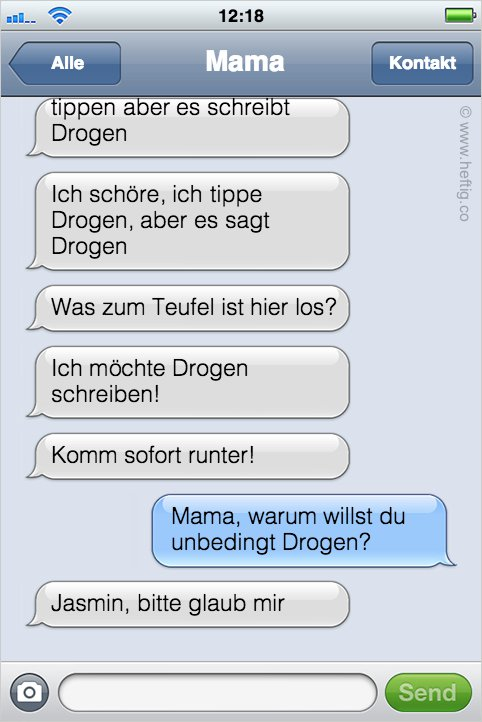 12:18
Alle
Mama
Kontakt
tippen aber es schreibt
Drogen
Ich schöre, ich tippe
Drogen, aber es sagt
Drogen
Was zum Teufel ist hier los?
Ich möchte Drogen
schreiben!
Komm sofort runter!
Mama, warum willst du
unbedingt Drogen?
Jasmin, bitte glaub mir
Send
© www.heftig.co